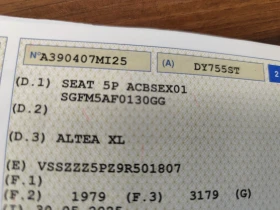 N°A390407MI25 (A) DY755ST
(D.1) SEAT 5P ACBSEX01
SGFM5AF0130GG
(D.2)
(D.3) ALTEA XL
(E) VSSZZZ5PZ9R501807
(F.1)
(F.2) 1979 (F.3) 3179 (G)